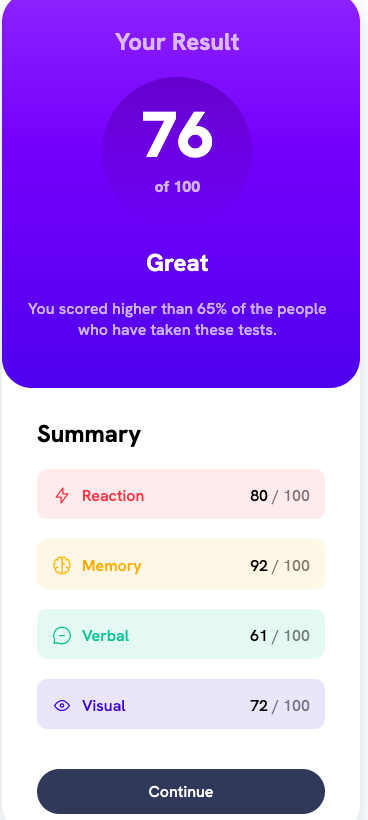 Your Result
76
of 100
Great
You scored higher than 65% of the people
who have taken these tests.
Summary
Reaction 80 / 100
Memory 92 / 100
Verbal 61 / 100
Visual 72 / 100
Continue